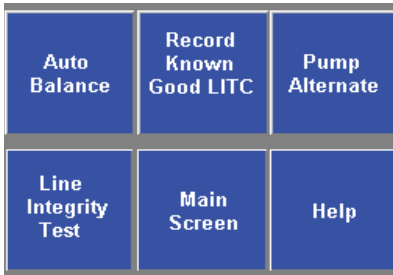 Auto
Balance
Record
Known
Good LITC
Pump
Alternate
Line
Integrity
Test
Main
Screen
Help